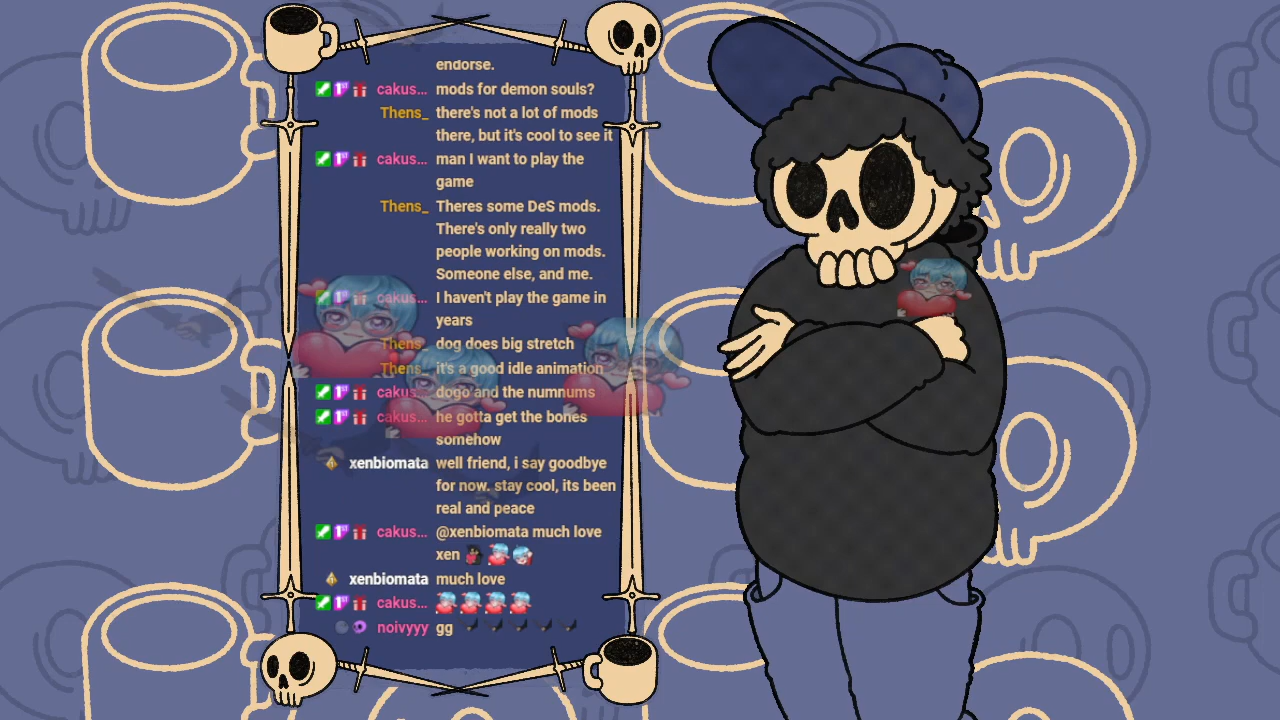 endorse.
cakus... mods for demon souls?
Thens_ there's not a lot of mods
there, but it's cool to see it
cakus... man I want to play the
game
Thens_ Theres some DeS mods.
There's only really two
people working on mods.
Someone else, and me.
cakus... I haven't play the game in
years
Thens_ dog does big stretch
Thens_ it's a good idle animation
cakus... dogo and the numnums
cakus... he gotta get the bones
somehow
xenbiomata well friend, i say goodbye
for now. stay cool, its been
real and peace
cakus... @xenbiomata much love
xen
xenbiomata much love
cakus...
noivyyy gg